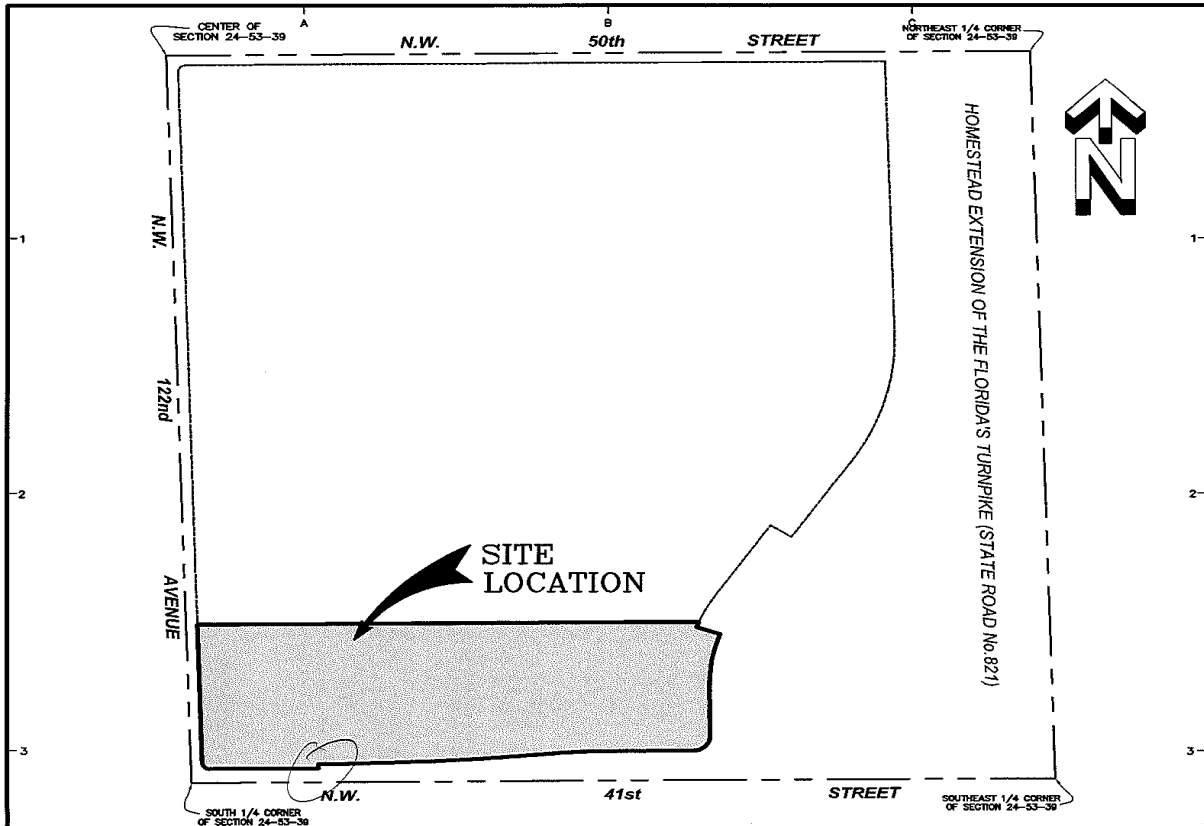 A B C
CENTER OF
SECTION 24-53-39
N.W. 50th STREET
NORTHEAST 1/4 CORNER
OF SECTION 24-53-39
N
HOMESTEAD EXTENSION OF THE FLORIDA'S TURNPIKE (STATE ROAD No.821)
1 1
N.W.
122nd
2 2
SITE
LOCATION
AVENUE
3 3
N.W. 41st STREET
SOUTH 1/4 CORNER
OF SECTION 24-53-39
SOUTHEAST 1/4 CORNER
OF SECTION 24-53-39